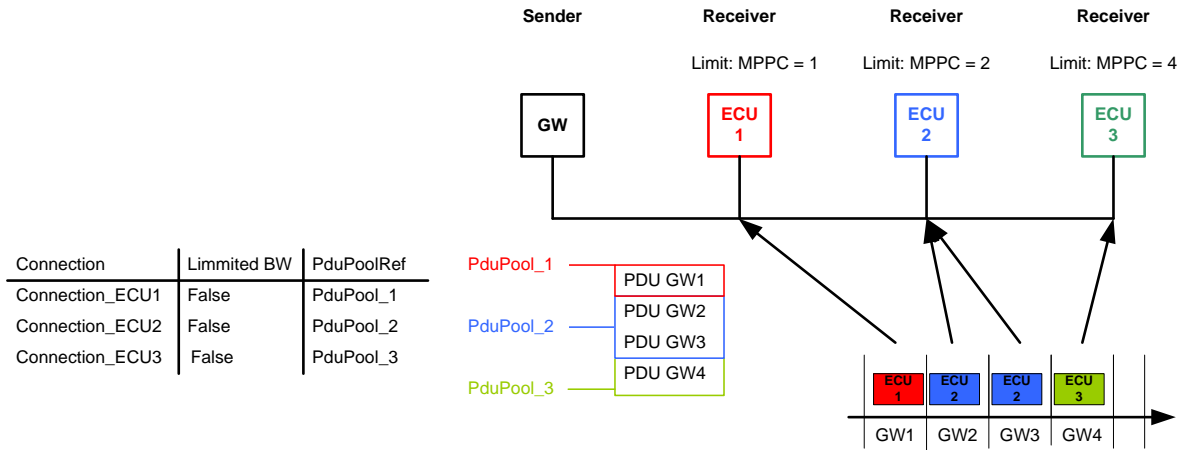 Sender Receiver Receiver Receiver
Limit: MPPC = 1 Limit: MPPC = 2 Limit: MPPC = 4
GW
ECU
1
ECU
2
ECU
3
Connection Limmited BW PduPoolRef
Connection_ECU1 False PduPool_1
Connection_ECU2 False PduPool_2
Connection_ECU3 False PduPool_3
PduPool_1
PduPool_2
PduPool_3
PDU GW1
PDU GW2
PDU GW3
PDU GW4
ECU
1
ECU
2
ECU
2
ECU
3
GW1 GW2 GW3 GW4